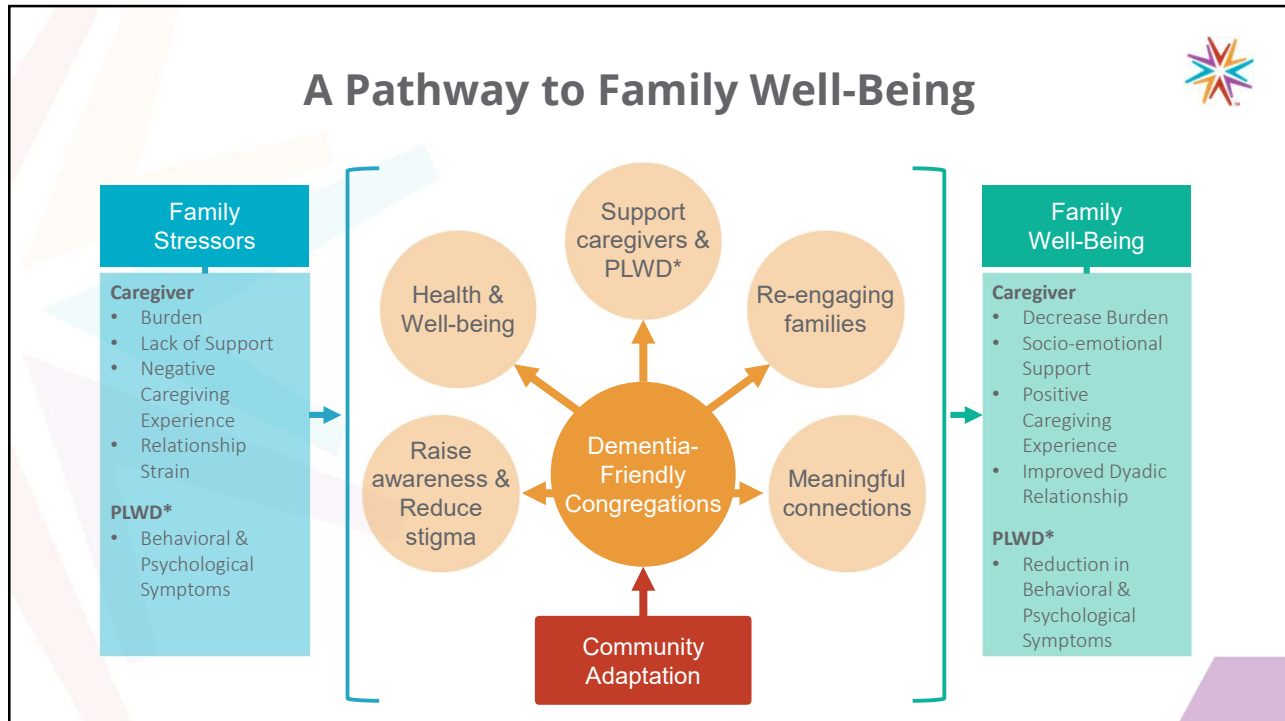 A Pathway to Family Well-Being
Family
Stressors
Caregiver
• Burden
• Lack of Support
• Negative
Caregiving
Experience
• Relationship
Strain
PLWD*
• Behavioral &
Psychological
Symptoms
Support
caregivers &
PLWD*
Health &
Well-being
Re-engaging
families
Raise
awareness &
Reduce
stigma
Dementia-
Friendly
Congregations
Meaningful
connections
Community
Adaptation
Family
Well-Being
Caregiver
• Decrease Burden
• Socio-emotional
Support
• Positive
Caregiving
Experience
• Improved Dyadic
Relationship
PLWD*
• Reduction in
Behavioral &
Psychological
Symptoms